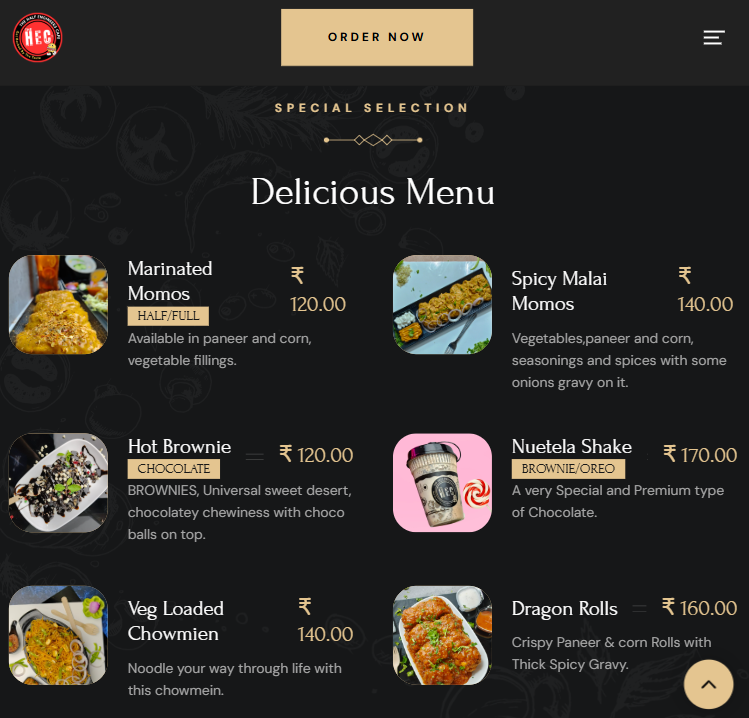 HEC
ORDER NOW
SPECIAL SELECTION
Delicious Menu
Marinated
Momos
HALF/FULL
₹
120.00
Available in paneer and corn,
vegetable fillings.
Spicy Malai
Momos
₹
140.00
Vegetables,paneer and corn,
seasonings and spices with some
onions gravy on it.
Hot Brownie
CHOCOLATE
₹ 120.00
BROWNIES, Universal sweet desert,
chocolatey chewiness with choco
balls on top.
Nuetela Shake
BROWNIE/OREO
₹ 170.00
A very Special and Premium type
of Chocolate.
HEC
Veg Loaded
Chowmien
₹
140.00
Noodle your way through life with
this chowmein.
Dragon Rolls
₹ 160.00
Crispy Paneer & corn Rolls with
Thick Spicy Gravy.